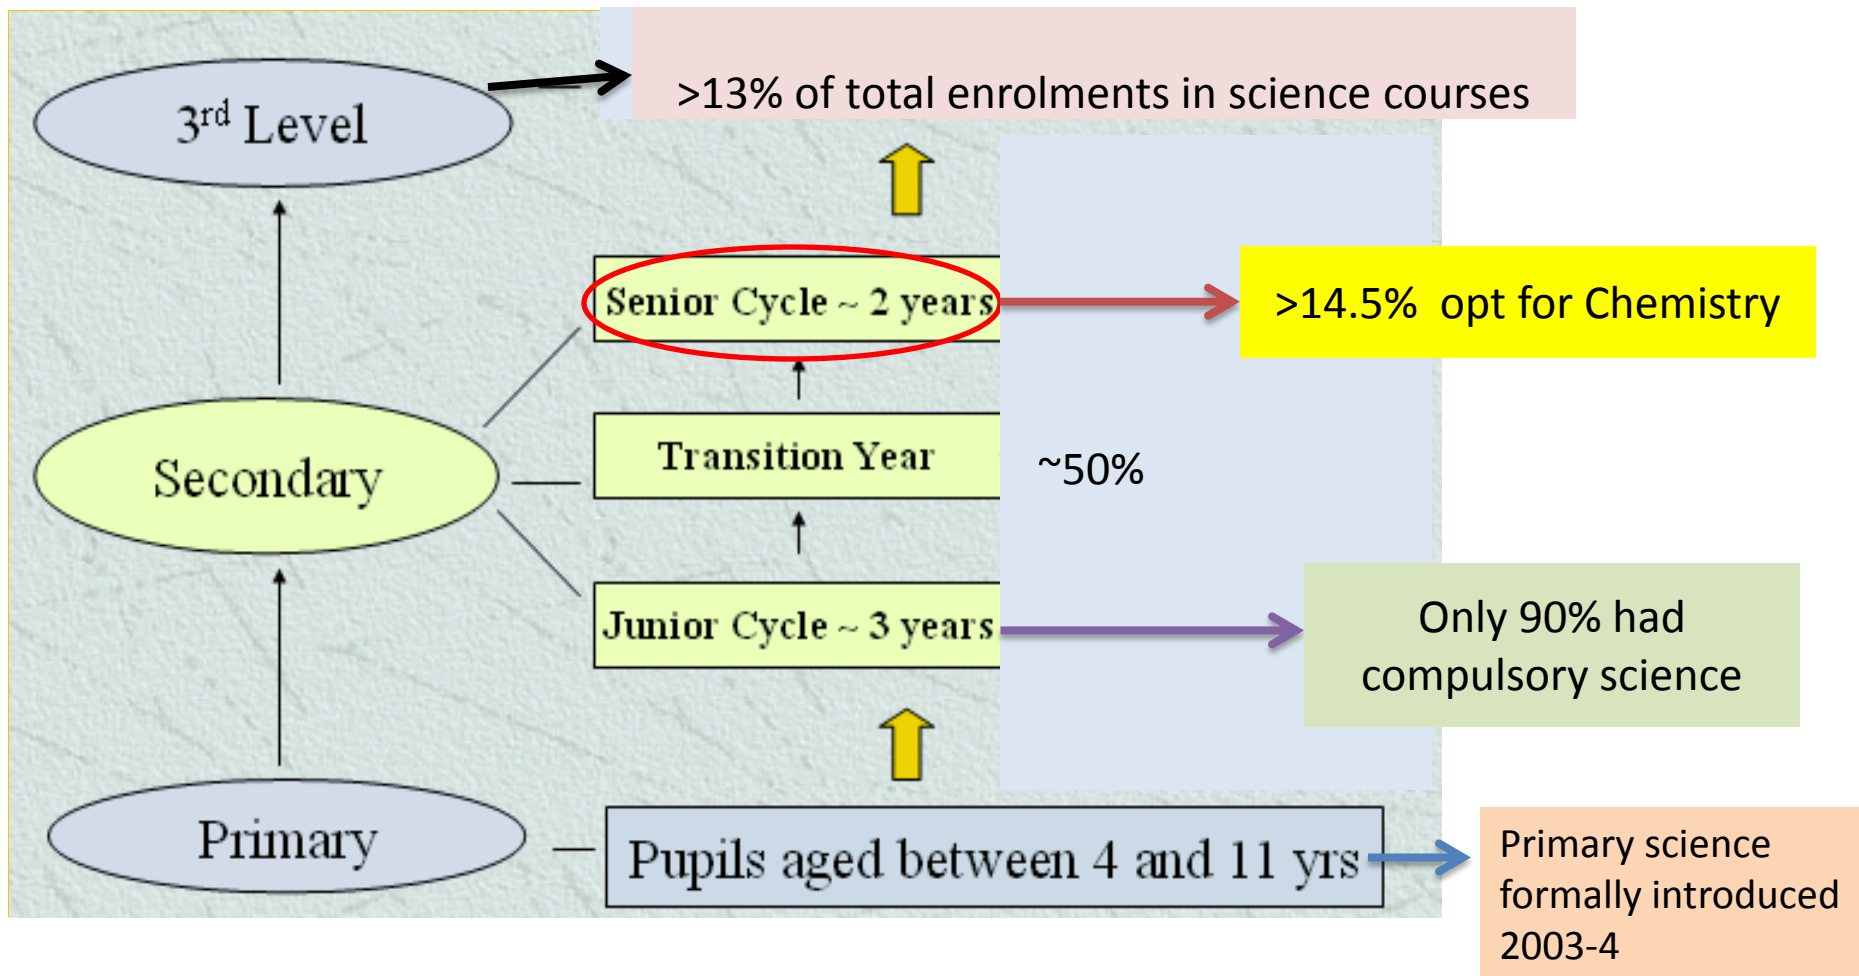 >13% of total enrolments in science courses
3rd Level
Senior Cycle ~ 2 years
>14.5%  opt for Chemistry
Transition Year
~50%
Secondary
Junior Cycle ~ 3 years
Only 90% had
compulsory science
Primary
Pupils aged between 4 and 11 yrs
Primary science
formally introduced
2003-4